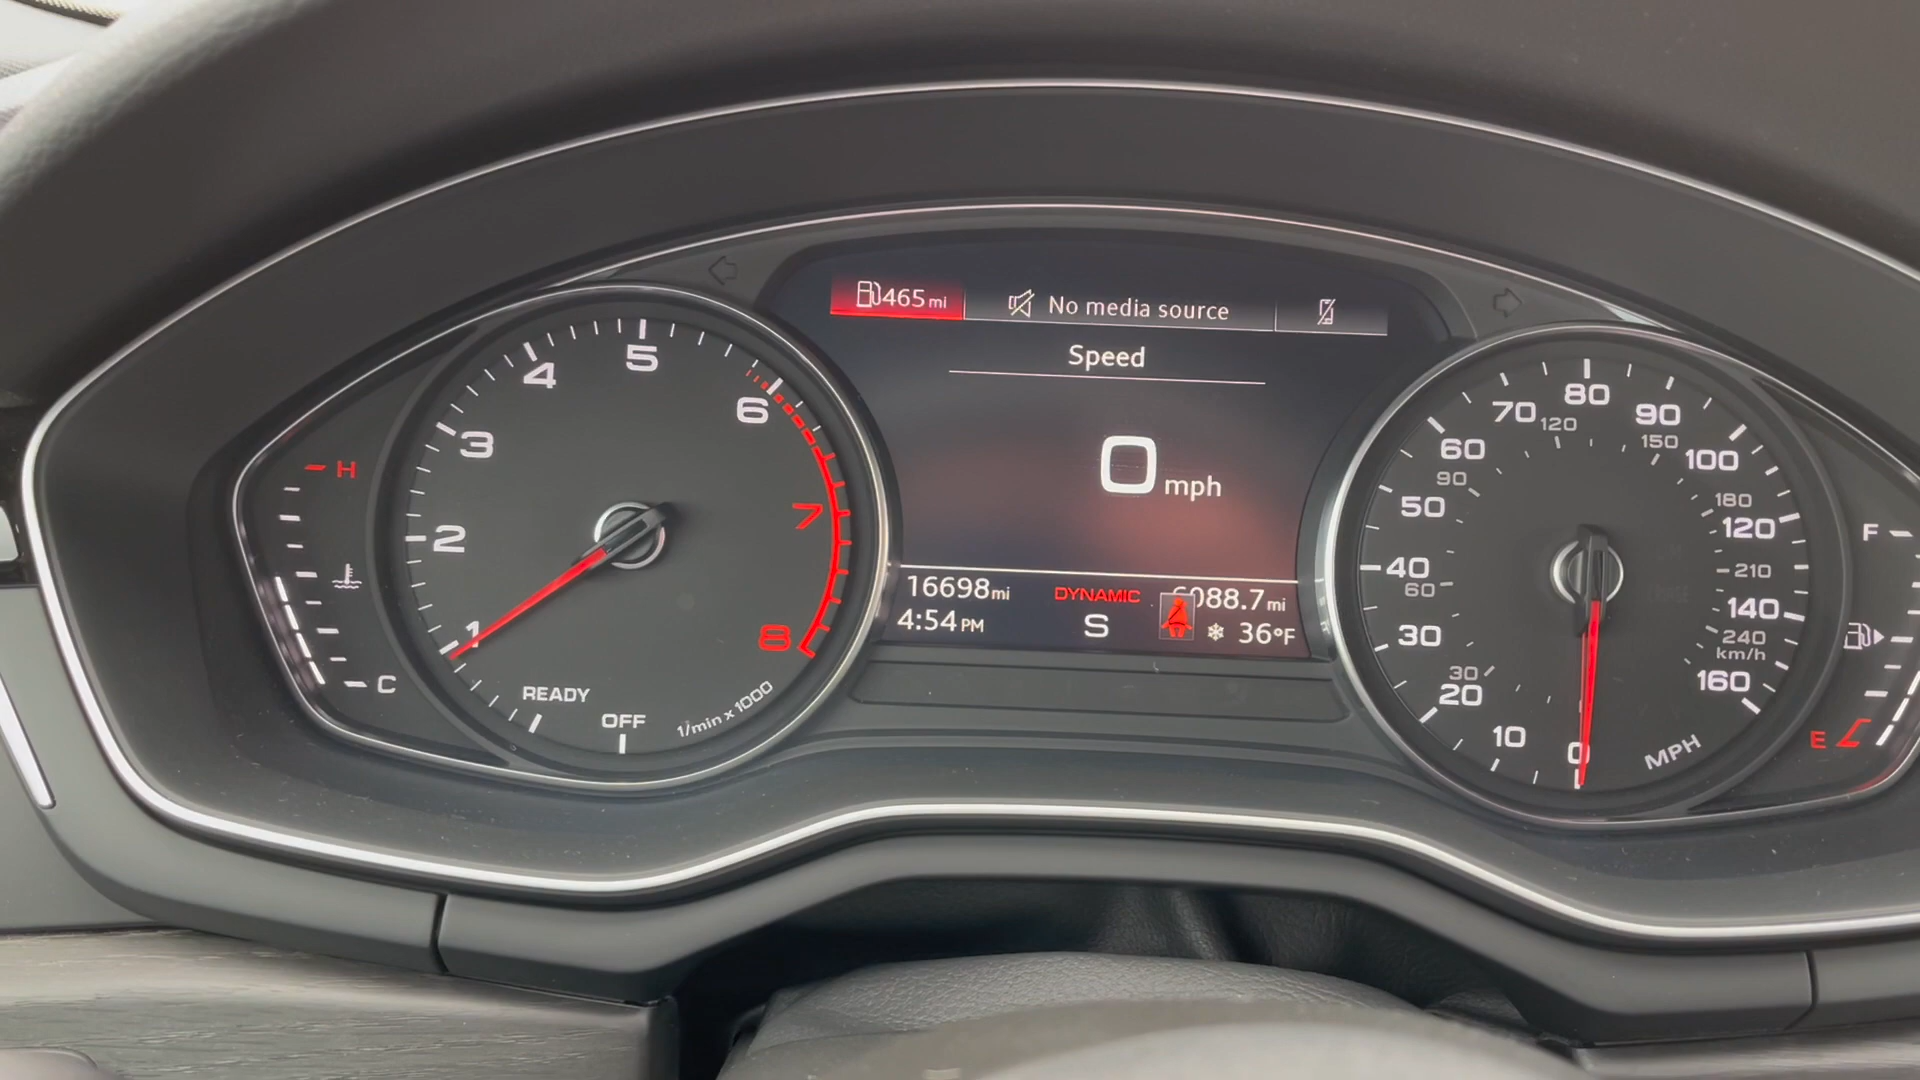 465 mi
No media source
Speed
0 mph
16698 mi
DYNAMIC
6088.7 mi
4:54 PM
S
36°F
H
C
1
2
3
4
5
6
7
8
READY
OFF
1/min x 1000
0
10
20
30
40
50
60
70
80
90
100
120
140
160
MPH
30
60
90
120
150
180
210
240
km/h
F
E